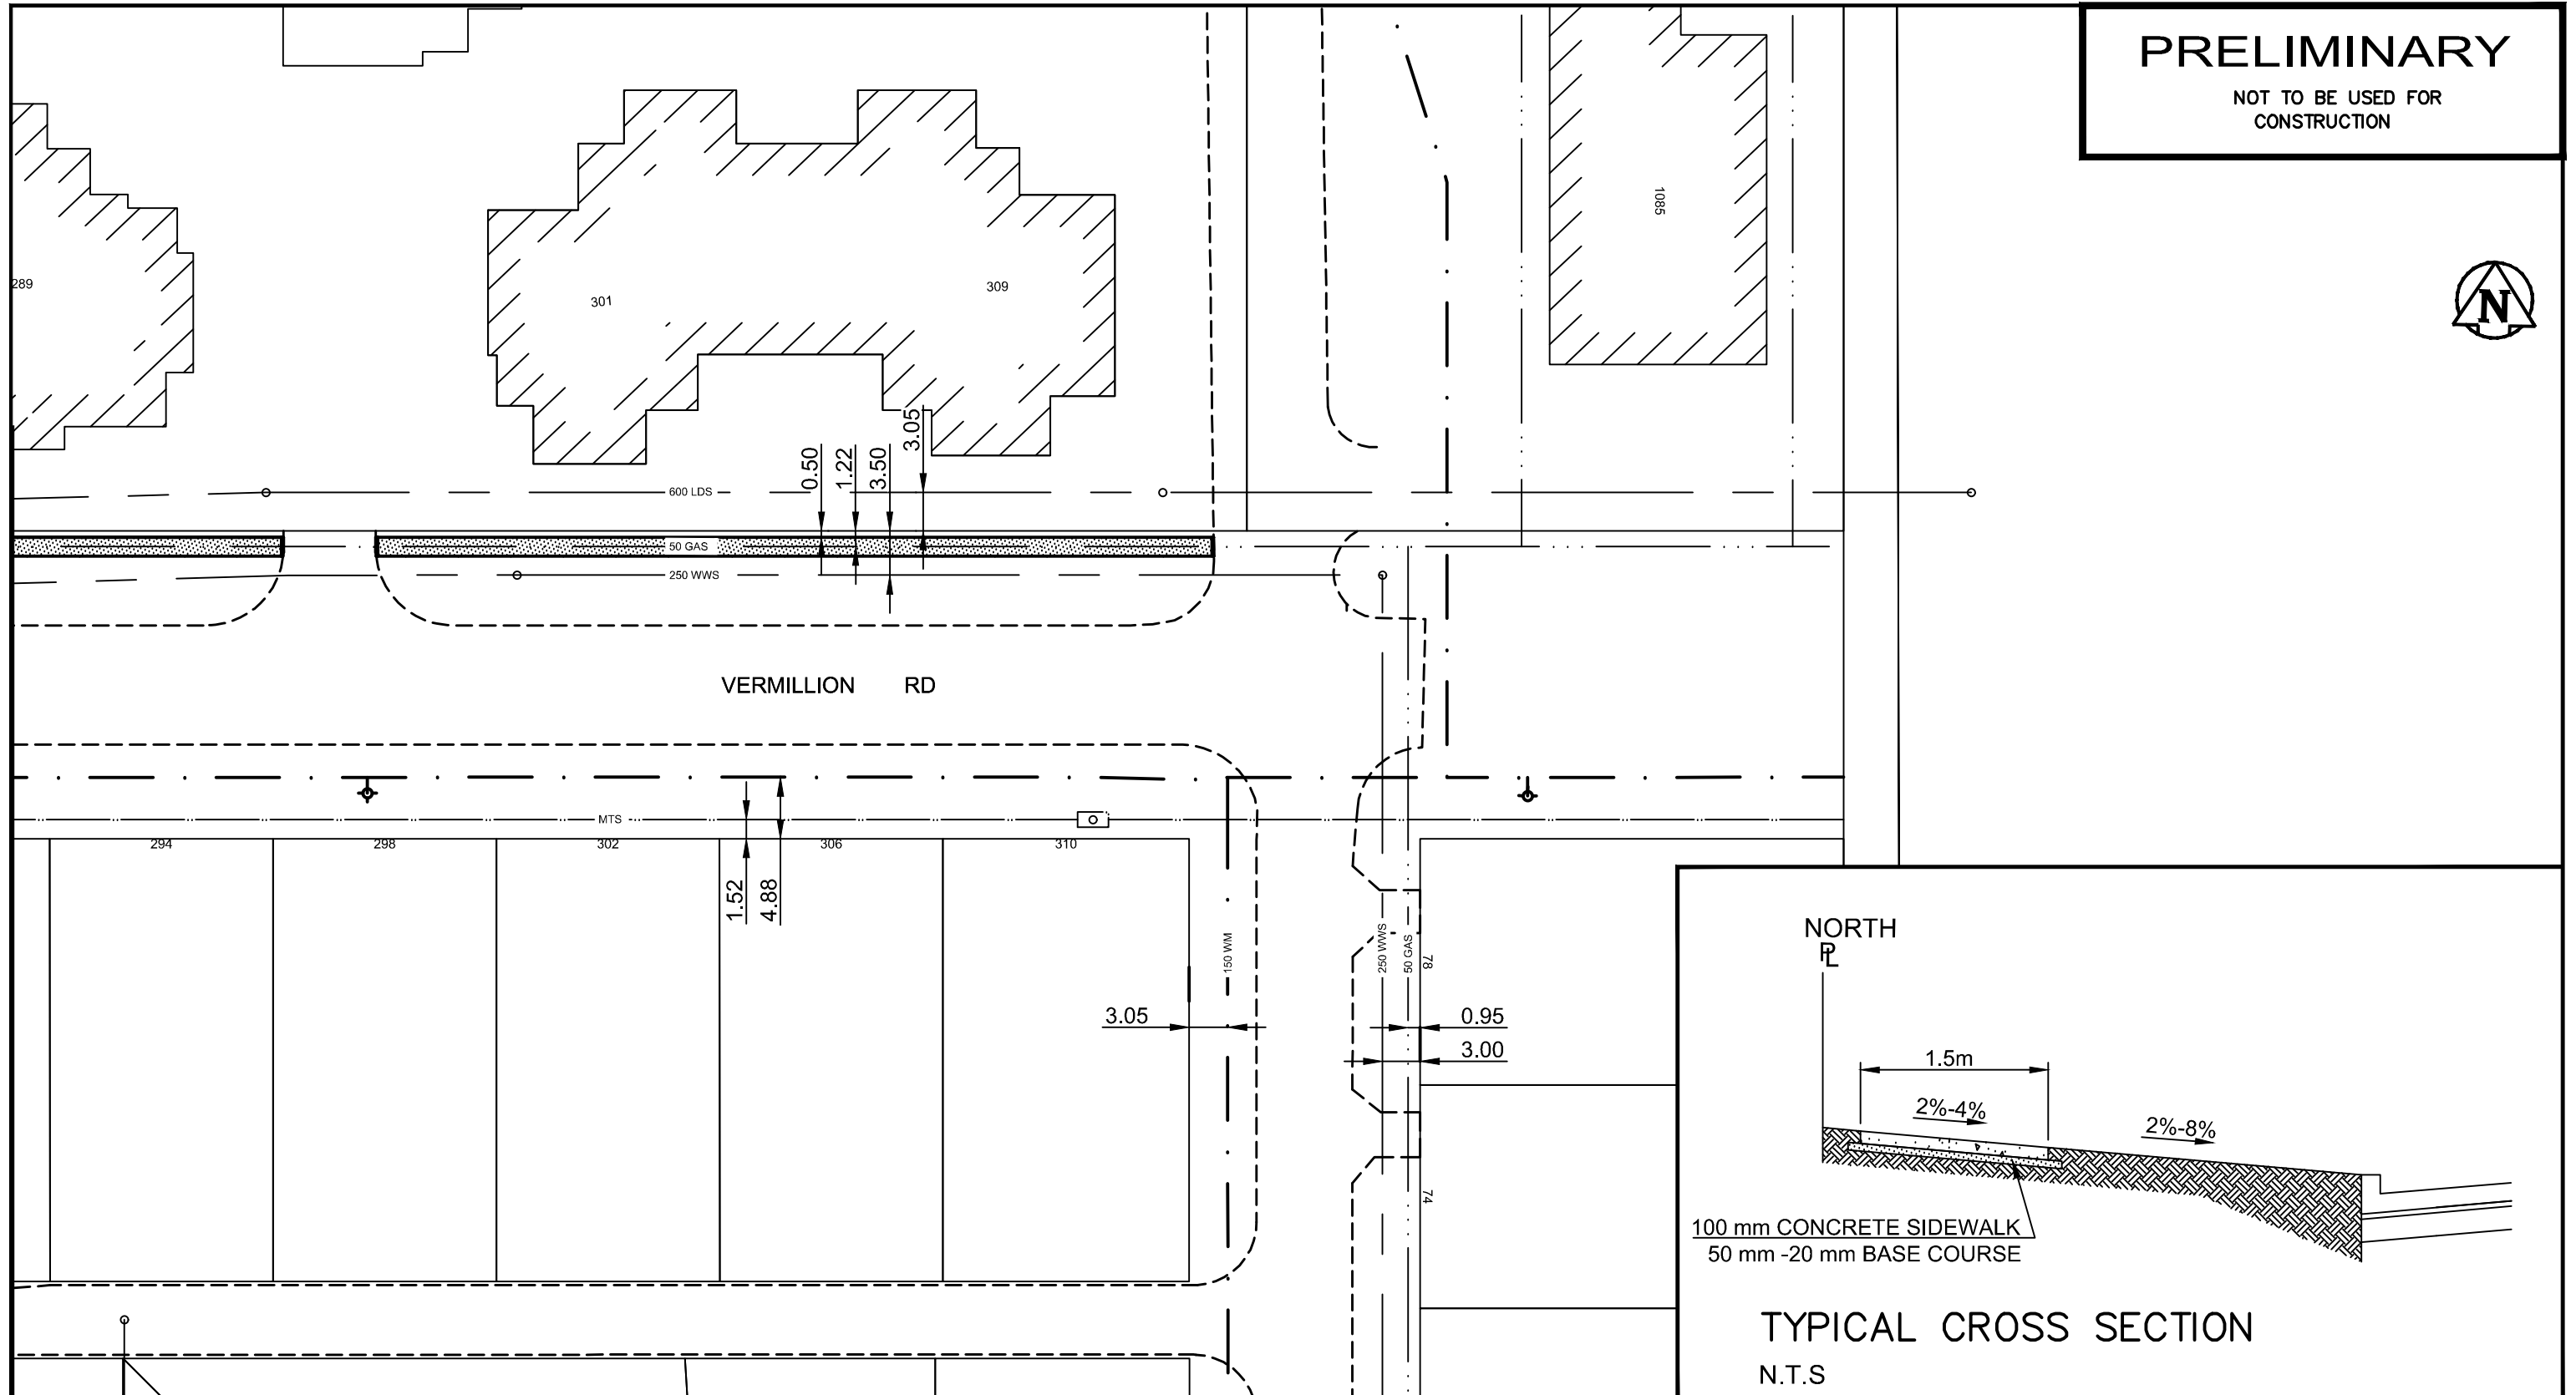 PRELIMINARY
NOT TO BE USED FOR
CONSTRUCTION
N
1085
289
301
309
3.05
0.50
1.22
3.50
600 LDS
50 GAS
250 WWS
VERMILLION RD
MTS
294
298
302
306
310
1.52
4.88
150 WM
250 WWS
50 GAS
78
3.05
0.95
3.00
74
NORTH
PL
1.5m
2%-4%
2%-8%
100 mm CONCRETE SIDEWALK
50 mm -20 mm BASE COURSE
TYPICAL CROSS SECTION
N.T.S